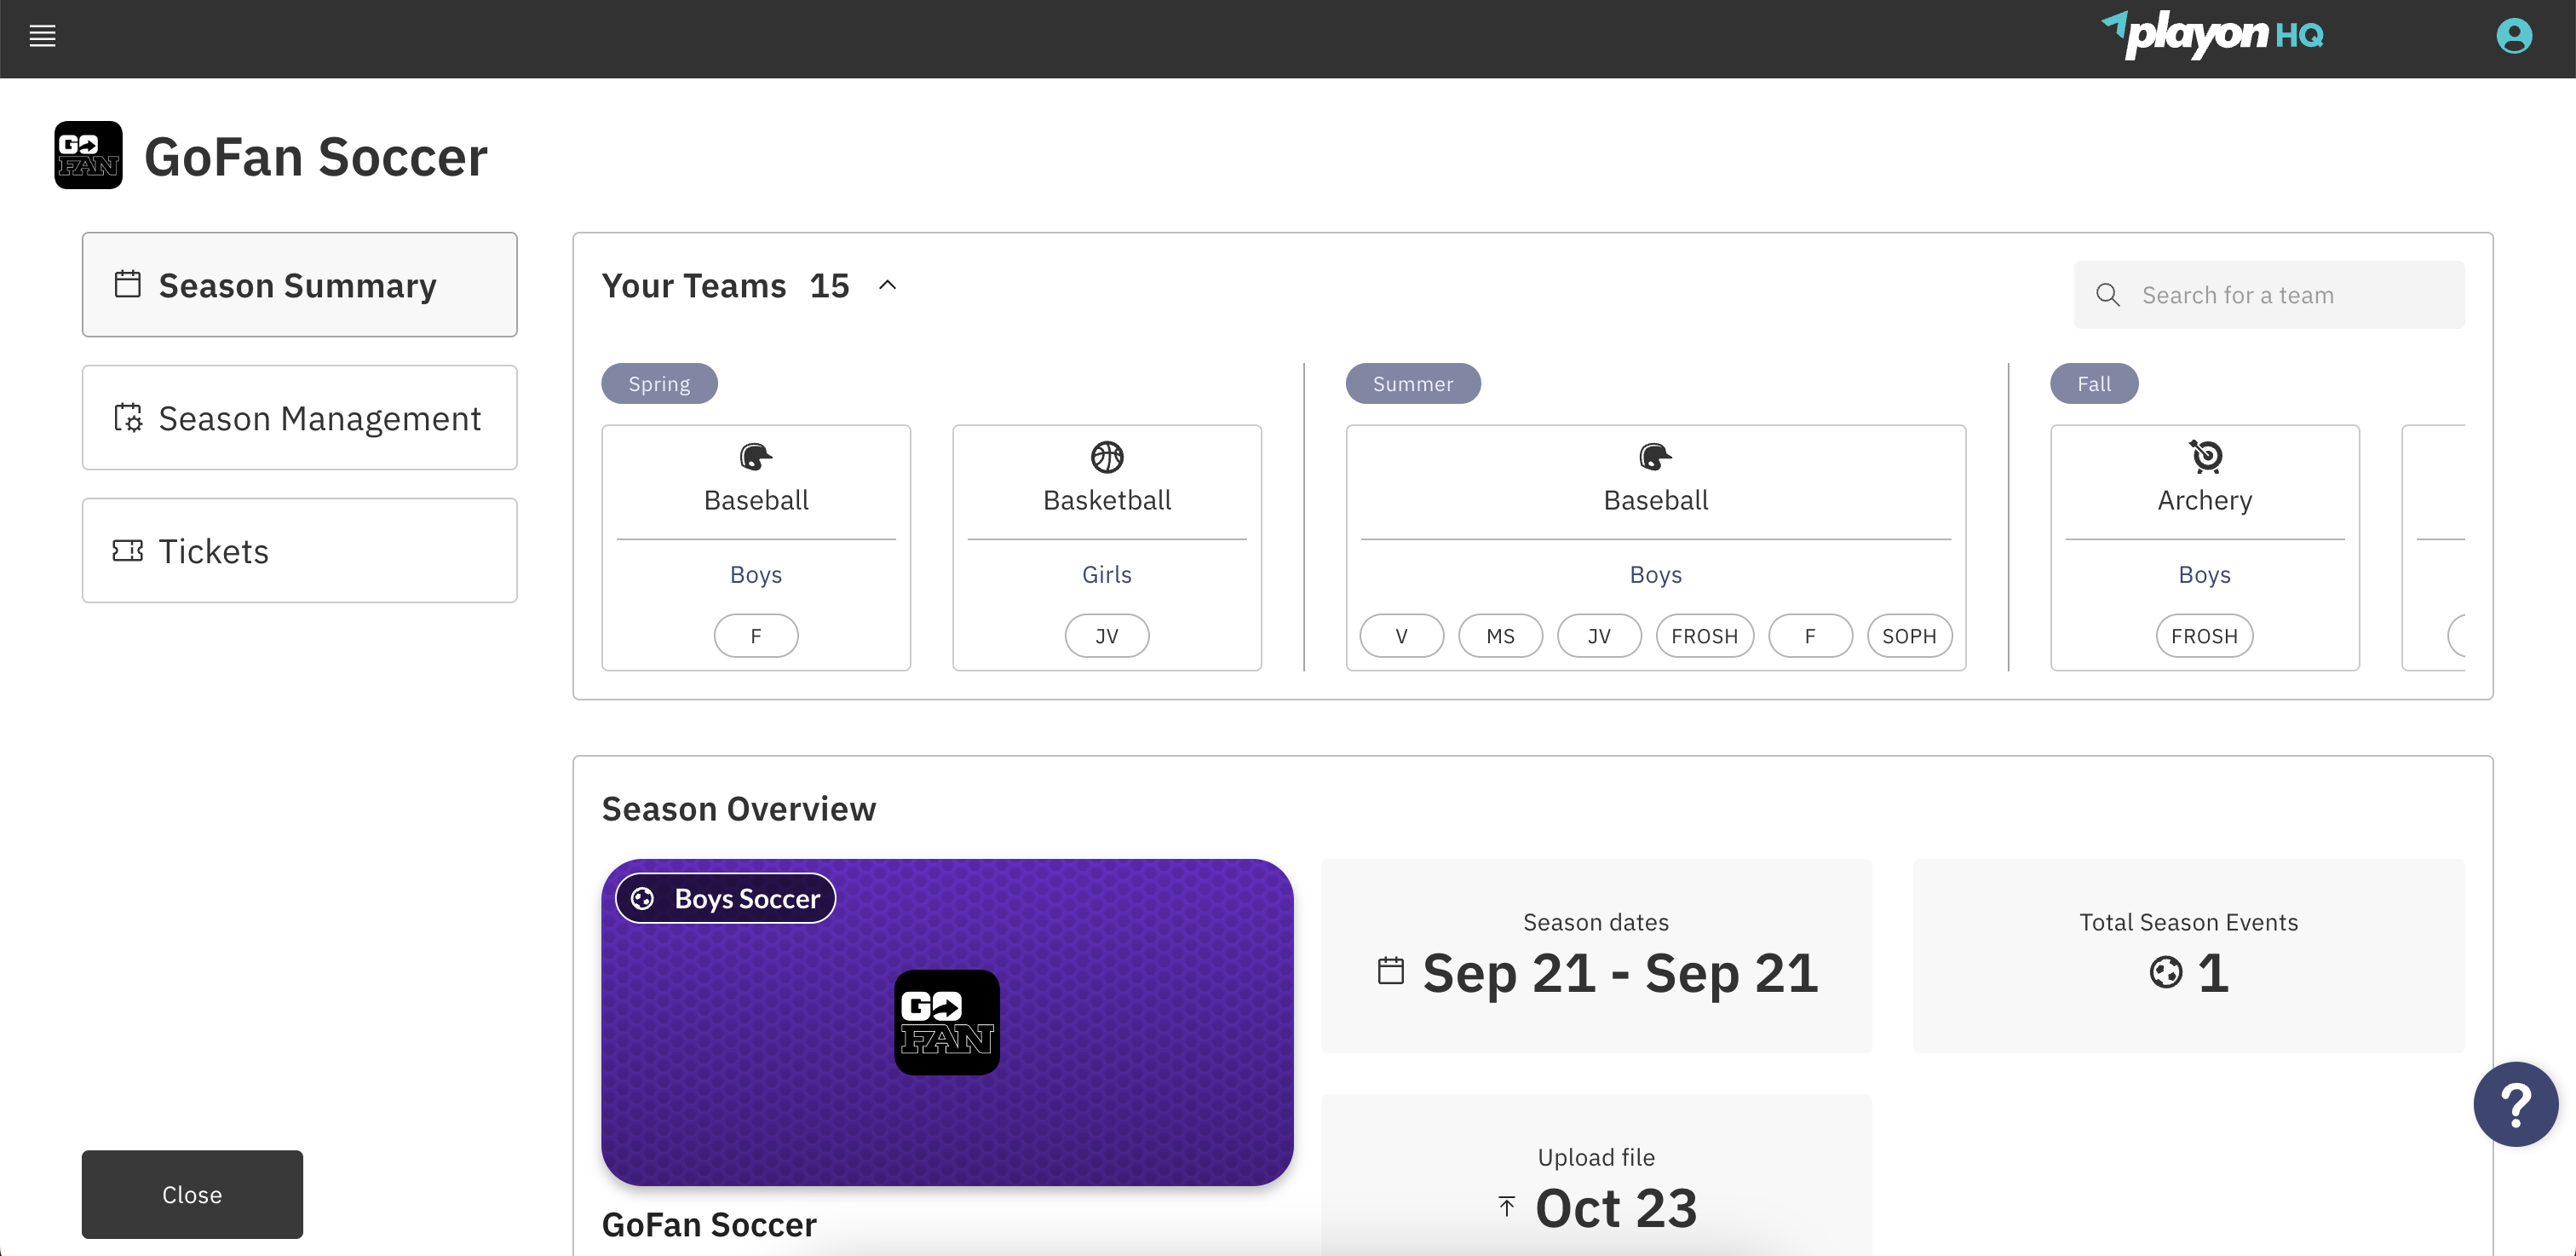 playon HQ
GO FAN
GoFan Soccer
Season Summary
Season Management
Tickets
Close
Your Teams 15
Search for a team
Spring
Baseball
Boys
F
Basketball
Girls
JV
Summer
Baseball
Boys
V MS JV FROSH F SOPH
Fall
Archery
Boys
FROSH
Season Overview
Boys Soccer
GO
FAN
GoFan Soccer
Season dates
Sep 21 - Sep 21
Total Season Events
1
Upload file
Oct 23
?